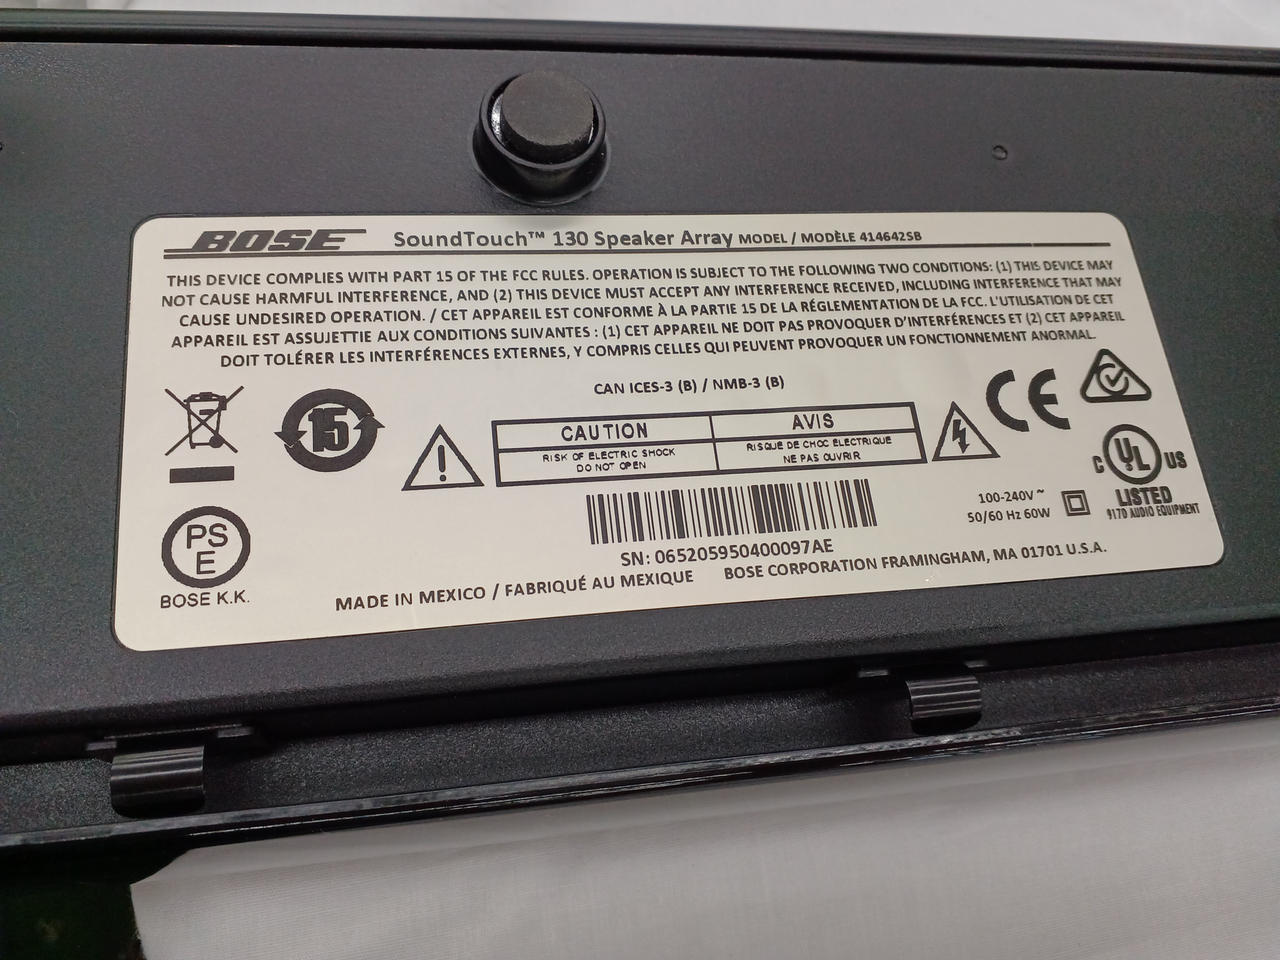 BOSE SoundTouch™ 130 Speaker Array MODEL / MODÈLE 414642SB
THIS DEVICE COMPLIES WITH PART 15 OF THE FCC RULES. OPERATION IS SUBJECT TO THE FOLLOWING TWO CONDITIONS: (1) THIS DEVICE MAY
NOT CAUSE HARMFUL INTERFERENCE, AND (2) THIS DEVICE MUST ACCEPT ANY INTERFERENCE RECEIVED, INCLUDING INTERFERENCE THAT MAY
CAUSE UNDESIRED OPERATION. / CET APPAREIL EST CONFORME À LA PARTIE 15 DE LA RÉGLEMENTATION DE LA FCC. L'UTILISATION DE CET
APPAREIL EST ASSUJETTIE AUX CONDITIONS SUIVANTES : (1) CET APPAREIL NE DOIT PAS PROVOQUER D'INTERFÉRENCES ET (2) CET APPAREIL
DOIT TOLÉRER LES INTERFÉRENCES EXTERNES, Y COMPRIS CELLES QUI PEUVENT PROVOQUER UN FONCTIONNEMENT ANORMAL.
CAN ICES-3 (B) / NMB-3 (B)
15
CAUTION
RISK OF ELECTRIC SHOCK
DO NOT OPEN
AVIS
RISQUE DE CHOC ÉLECTRIQUE
NE PAS OUVRIR
CE
C UL US
LISTED
917D AUDIO EQUIPMENT
100-240V ~
50/60 Hz 60W
PS
E
BOSE K.K.
SN: 065205950400097AE
MADE IN MEXICO / FABRIQUÉ AU MEXIQUE
BOSE CORPORATION FRAMINGHAM, MA 01701 U.S.A.